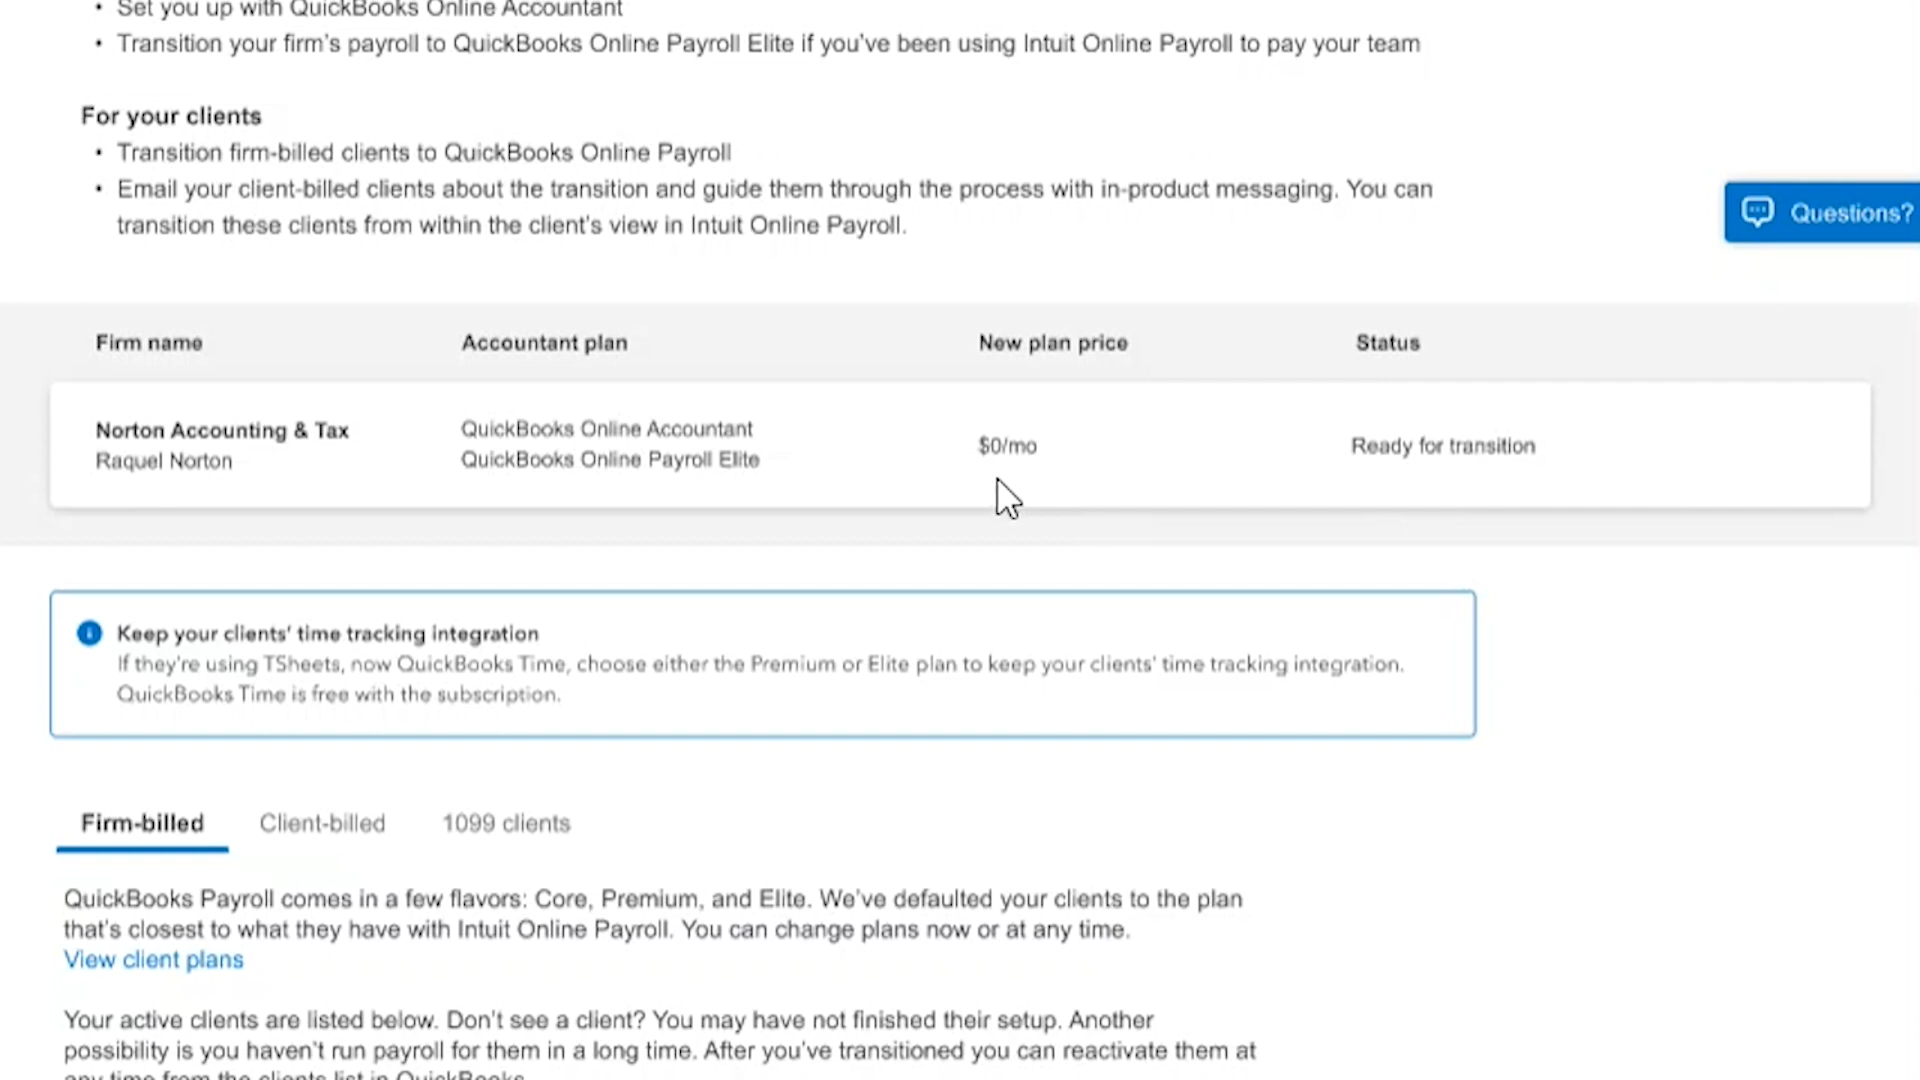 • Set you up with QuickBooks Online Accountant
• Transition your firm's payroll to QuickBooks Online Payroll Elite if you've been using Intuit Online Payroll to pay your team
For your clients
• Transition firm-billed clients to QuickBooks Online Payroll
• Email your client-billed clients about the transition and guide them through the process with in-product messaging. You can
transition these clients from within the client's view in Intuit Online Payroll.
Questions?
Firm name Accountant plan New plan price Status
Norton Accounting & Tax
Raquel Norton
QuickBooks Online Accountant
QuickBooks Online Payroll Elite
$0/mo
Ready for transition
Keep your clients' time tracking integration
If they're using TSheets, now QuickBooks Time, choose either the Premium or Elite plan to keep your clients' time tracking integration.
QuickBooks Time is free with the subscription.
Firm-billed Client-billed 1099 clients
QuickBooks Payroll comes in a few flavors: Core, Premium, and Elite. We've defaulted your clients to the plan
that's closest to what they have with Intuit Online Payroll. You can change plans now or at any time.
View client plans
Your active clients are listed below. Don't see a client? You may have not finished their setup. Another
possibility is you haven't run payroll for them in a long time. After you've transitioned you can reactivate them at
any time from the clients list in QuickBooks.